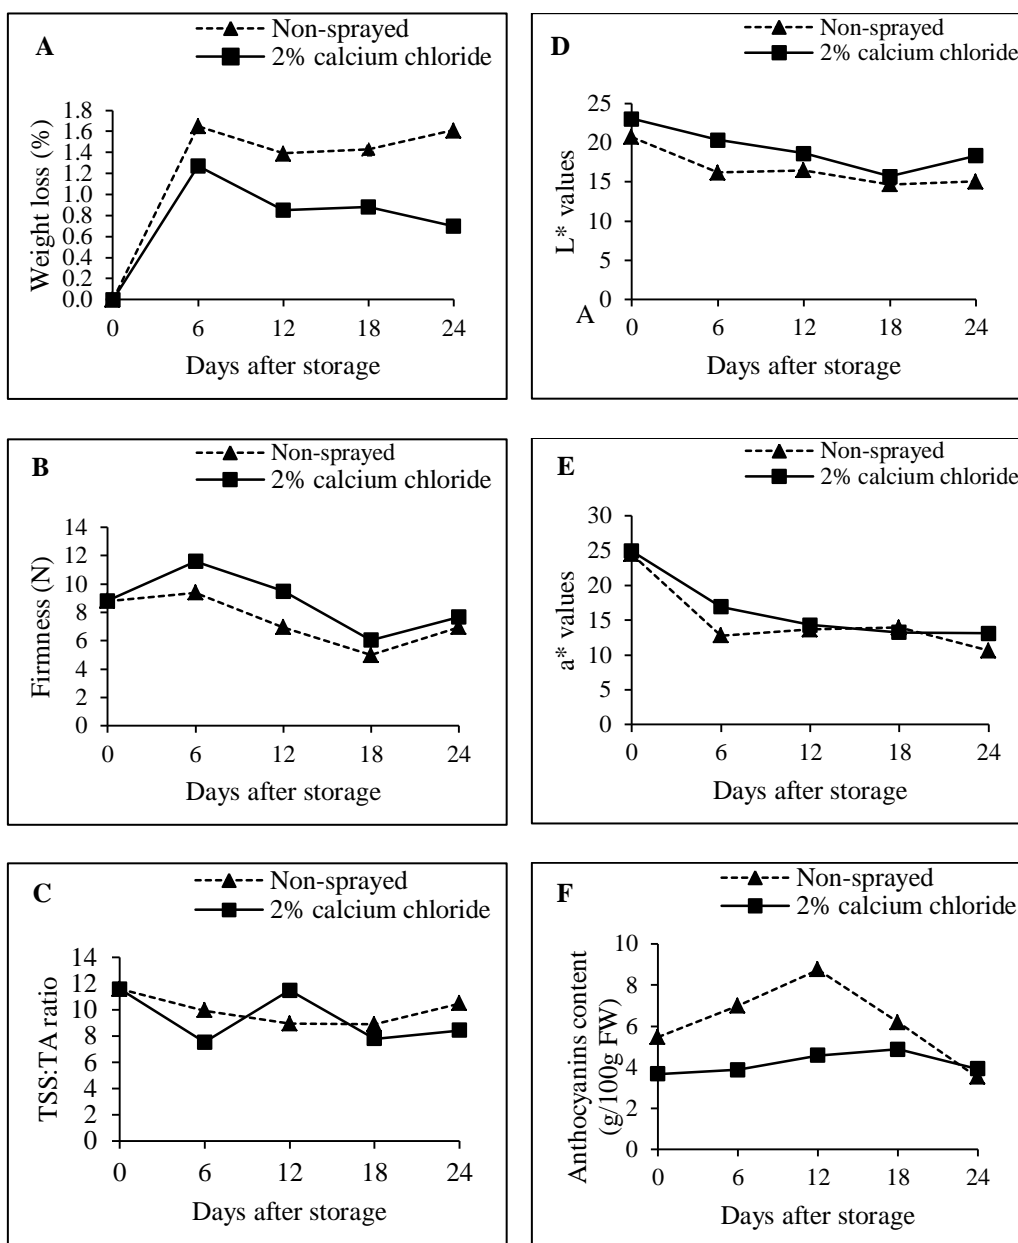 A
Non-sprayed
2% calcium chloride
Weight loss (%)
1.8
1.6
1.4
1.2
1.0
0.8
0.6
0.4
0.2
0.0
0 6 12 18 24
Days after storage
D
Non-sprayed
2% calcium chloride
L* values
25
20
15
10
5
0
A
0 6 12 18 24
Days after storage
B
Non-sprayed
2% calcium chloride
Firmness (N)
14
12
10
8
6
4
2
0
0 6 12 18 24
Days after storage
E
Non-sprayed
2% calcium chloride
a* values
30
25
20
15
10
5
0
0 6 12 18 24
Days after storage
C
Non-sprayed
2% calcium chloride
TSS:TA ratio
14
12
10
8
6
4
2
0
0 6 12 18 24
Days after storage
F
Non-sprayed
2% calcium chloride
Anthocyanins content
(g/100g FW)
10
8
6
4
2
0
0 6 12 18 24
Days after storage